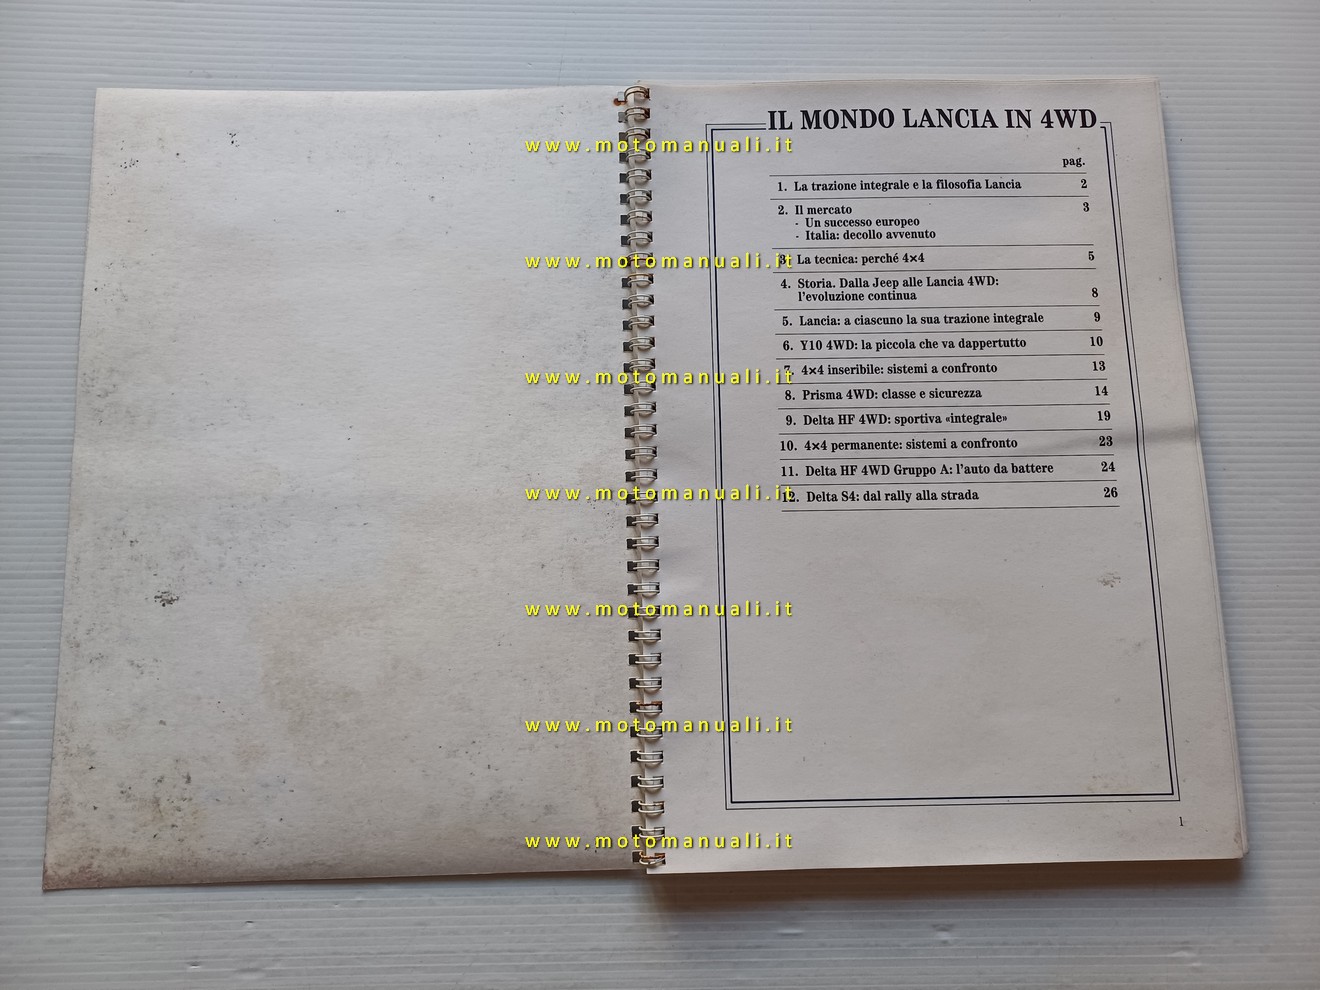 IL MONDO LANCIA IN 4WD
www.motomanuali.it
pag.
1. La trazione integrale e la filosofia Lancia 2
2. Il mercato 3
- Un successo europeo
- Italia: decollo avvenuto
www.motomanuali.it
3. La tecnica: perché 4×4 5
4. Storia. Dalla Jeep alle Lancia 4WD:
l'evoluzione continua 8
5. Lancia: a ciascuno la sua trazione integrale 9
6. Y10 4WD: la piccola che va dappertutto 10
7. 4×4 inseribile: sistemi a confronto 13
www.motomanuali.it
8. Prisma 4WD: classe e sicurezza 14
9. Delta HF 4WD: sportiva «integrale» 19
10. 4×4 permanente: sistemi a confronto 23
11. Delta HF 4WD Gruppo A: l'auto da battere 24
12. Delta S4: dal rally alla strada 26
www.motomanuali.it
www.motomanuali.it
www.motomanuali.it
1
www.motomanuali.it